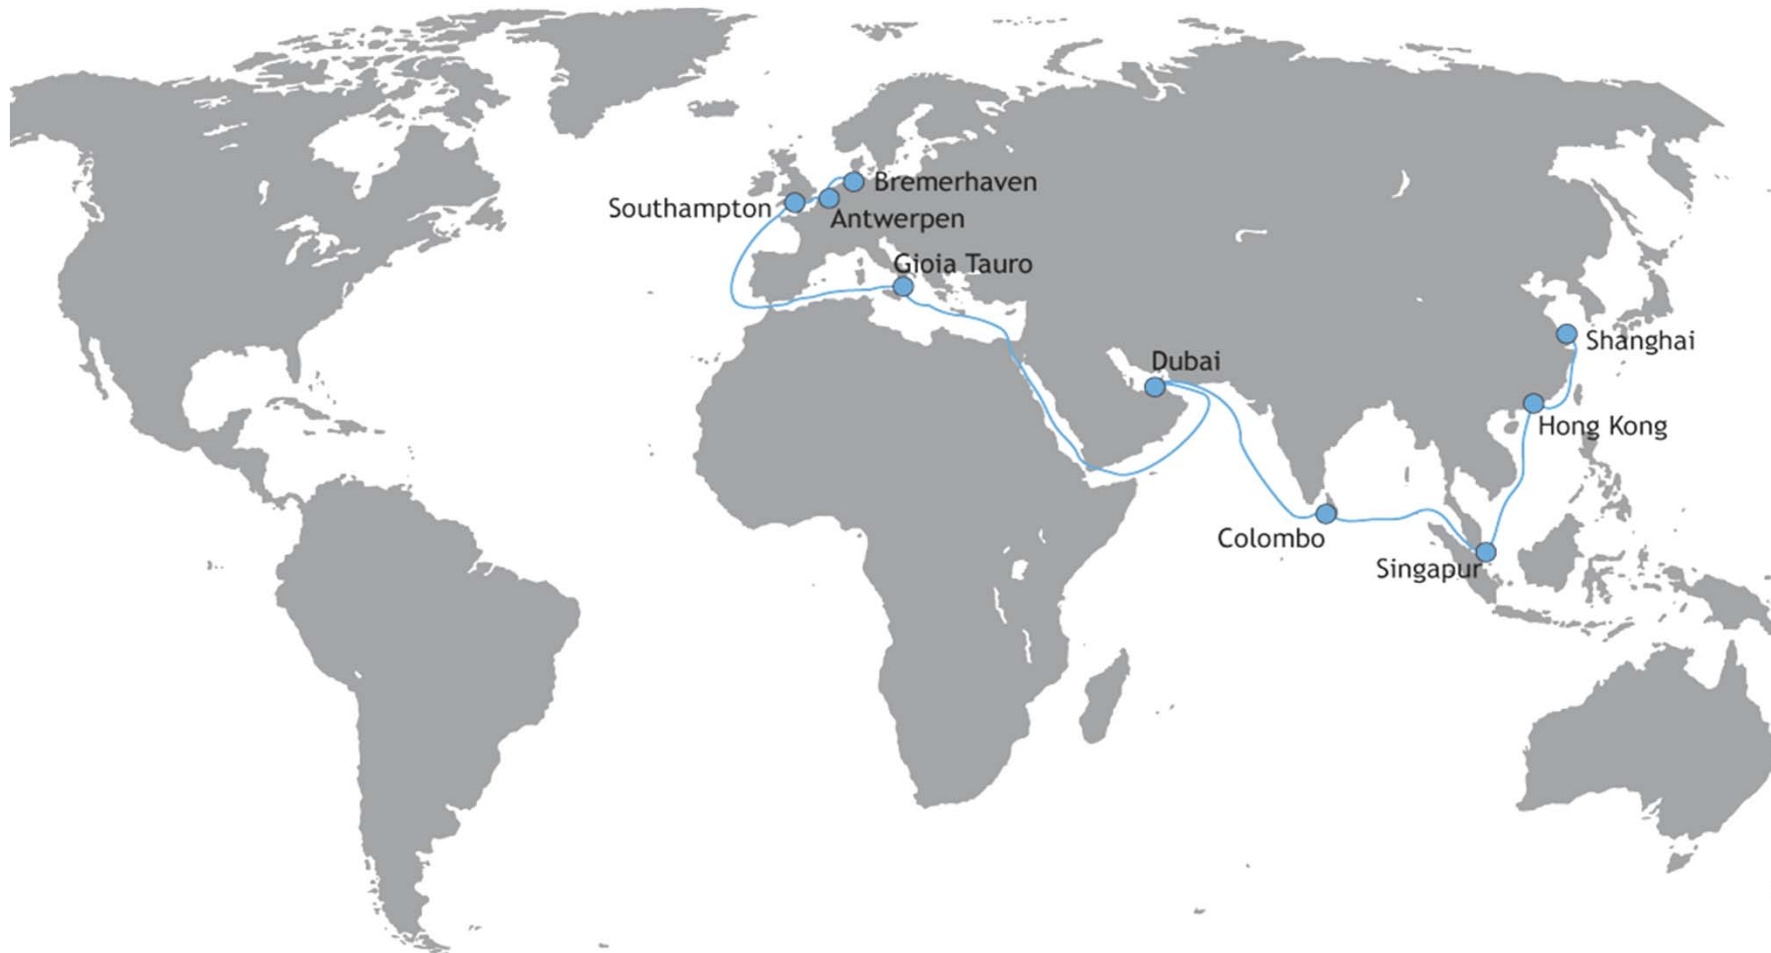 Bremerhaven
Southampton
Antwerpen
Gioia Tauro
Shanghai
Dubai
Hong Kong
Colombo
Singapur